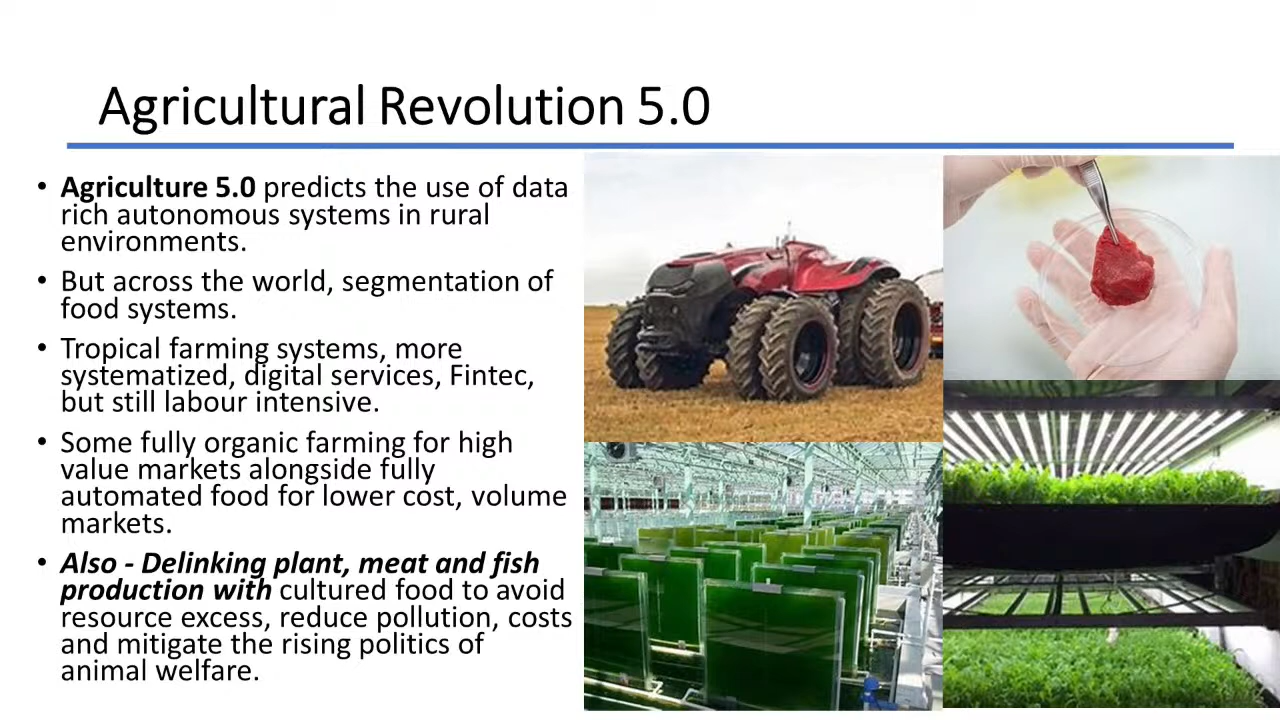 Agricultural Revolution 5.0
• Agriculture 5.0 predicts the use of data
rich autonomous systems in rural
environments.
• But across the world, segmentation of
food systems.
• Tropical farming systems, more
systematized, digital services, Fintec,
but still labour intensive.
• Some fully organic farming for high
value markets alongside fully
automated food for lower cost, volume
markets.
• Also - Delinking plant, meat and fish
production with cultured food to avoid
resource excess, reduce pollution, costs
and mitigate the rising politics of
animal welfare.